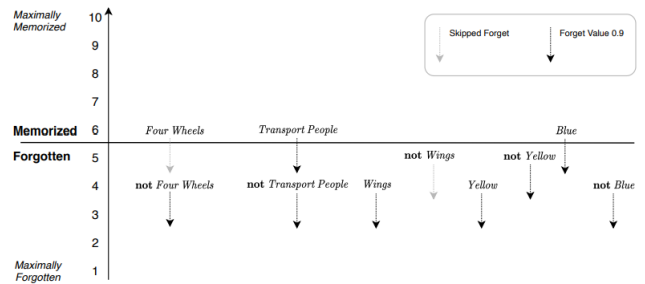 Maximally
Memorized
10
9
8
7
Memorized 6
Forgotten 5
4
3
2
Maximally
Forgotten
1
Skipped Forget
Forget Value 0.9
Four Wheels
Transport People
Blue
not Wings
not Yellow
not Four Wheels
not Transport People
Wings
Yellow
not Blue